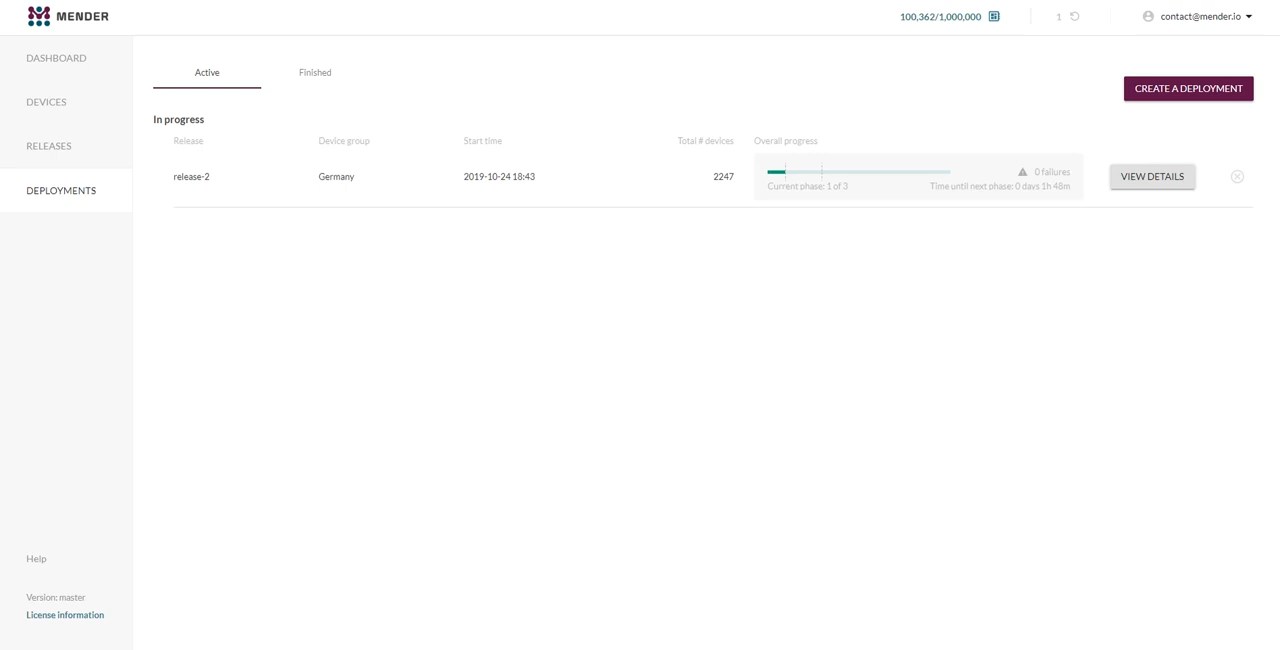 MENDER
100,362/1,000,000
1
contact@mender.io
DASHBOARD
DEVICES
RELEASES
DEPLOYMENTS
Active
Finished
CREATE A DEPLOYMENT
In progress
Release
Device group
Start time
Total # devices
Overall progress
release-2
Germany
2019-10-24 18:43
2247
0 failures
Current phase: 1 of 3
Time until next phase: 0 days 1h 48m
VIEW DETAILS
Help
Version: master
License information